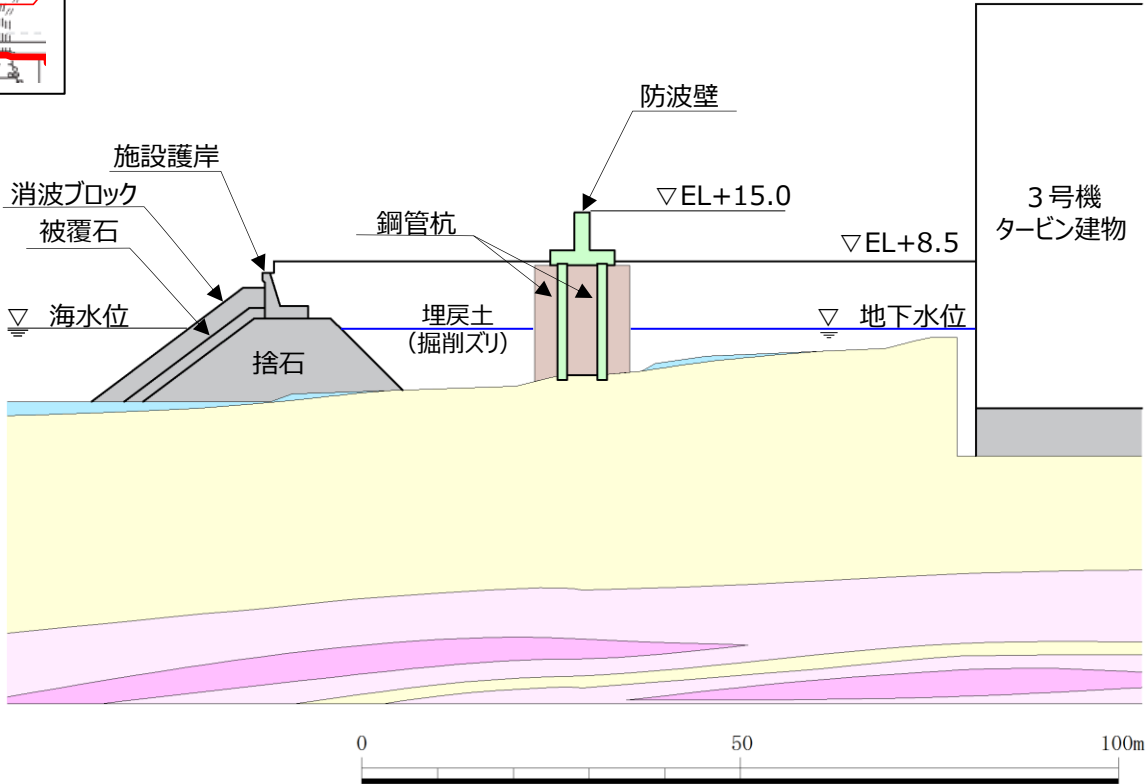 防波壁
施設護岸
消波ブロック
被覆石
鋼管杭
▽EL+15.0
▽EL+8.5
3号機
タービン建物
▽ 海水位
埋戻土
(掘削ズリ)
▽ 地下水位
捨石
0 50 100m